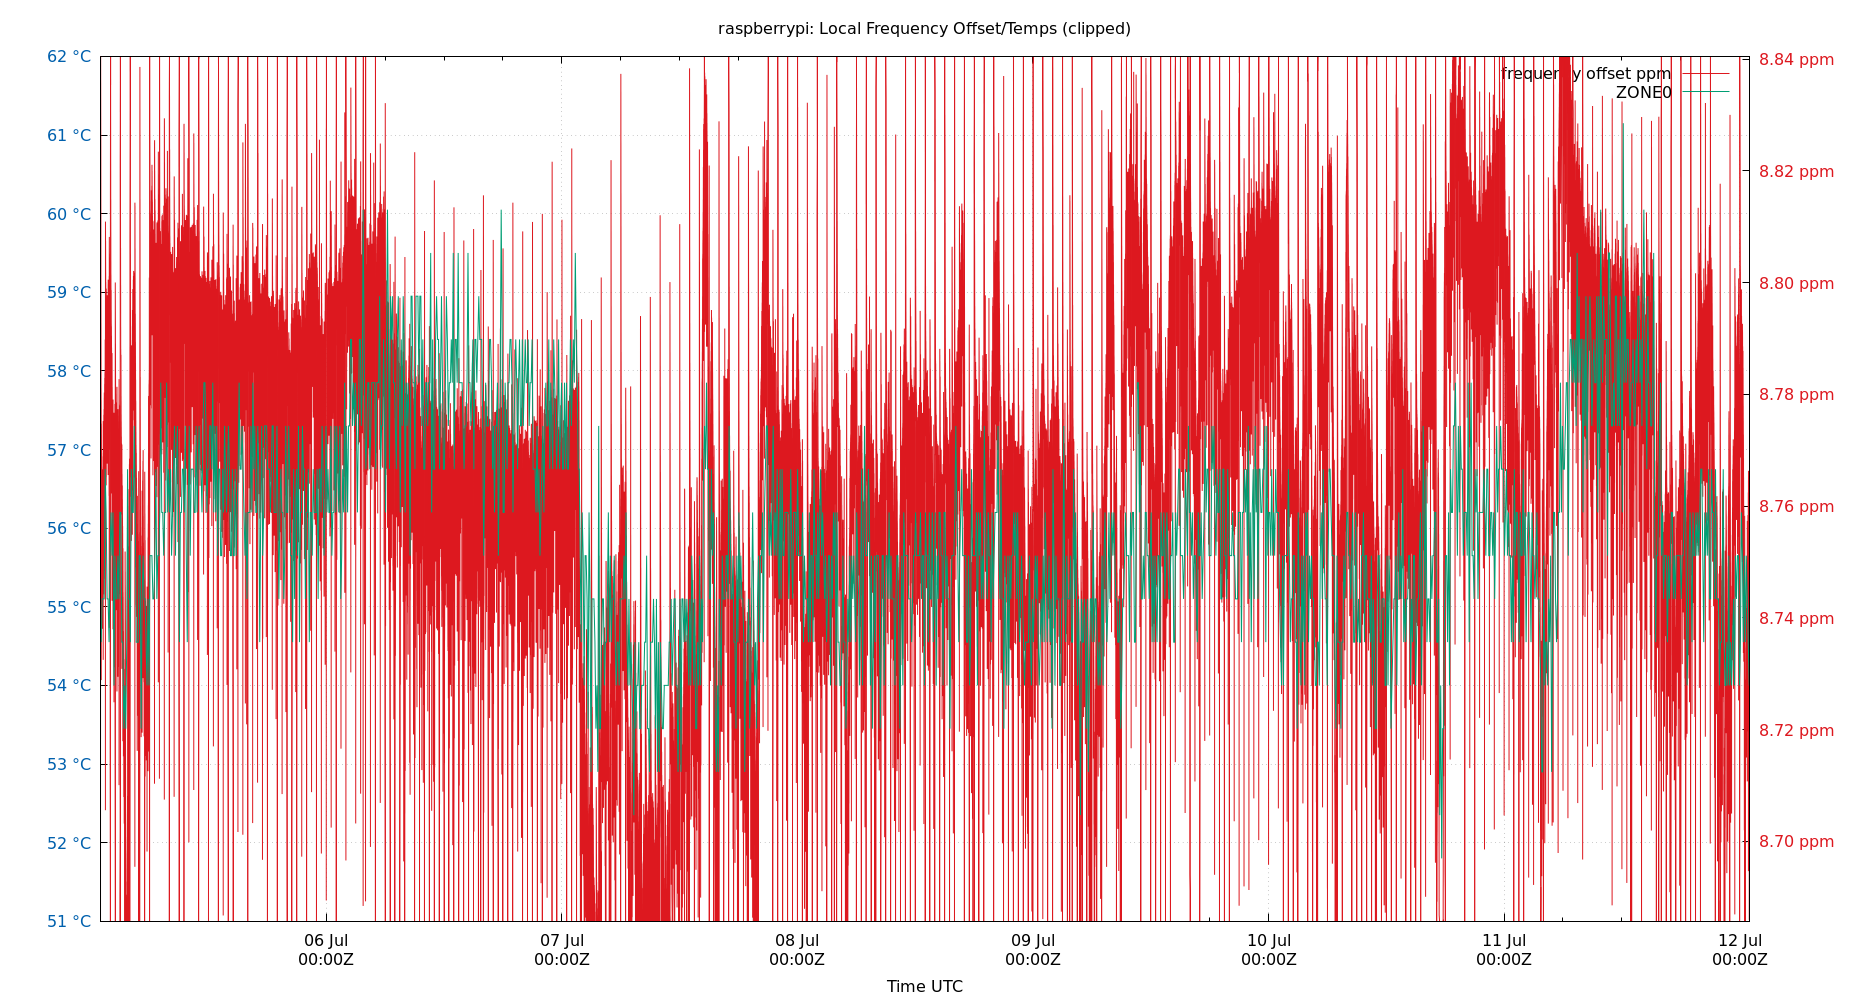 raspberrypi: Local Frequency Offset/Temps (clipped)
62 °C
61 °C
60 °C
59 °C
58 °C
57 °C
56 °C
55 °C
54 °C
53 °C
52 °C
51 °C
8.84 ppm
8.82 ppm
8.80 ppm
8.78 ppm
8.76 ppm
8.74 ppm
8.72 ppm
8.70 ppm
frequency offset ppm
ZONE0
06 Jul
00:00Z
07 Jul
00:00Z
08 Jul
00:00Z
09 Jul
00:00Z
10 Jul
00:00Z
11 Jul
00:00Z
12 Jul
00:00Z
Time UTC